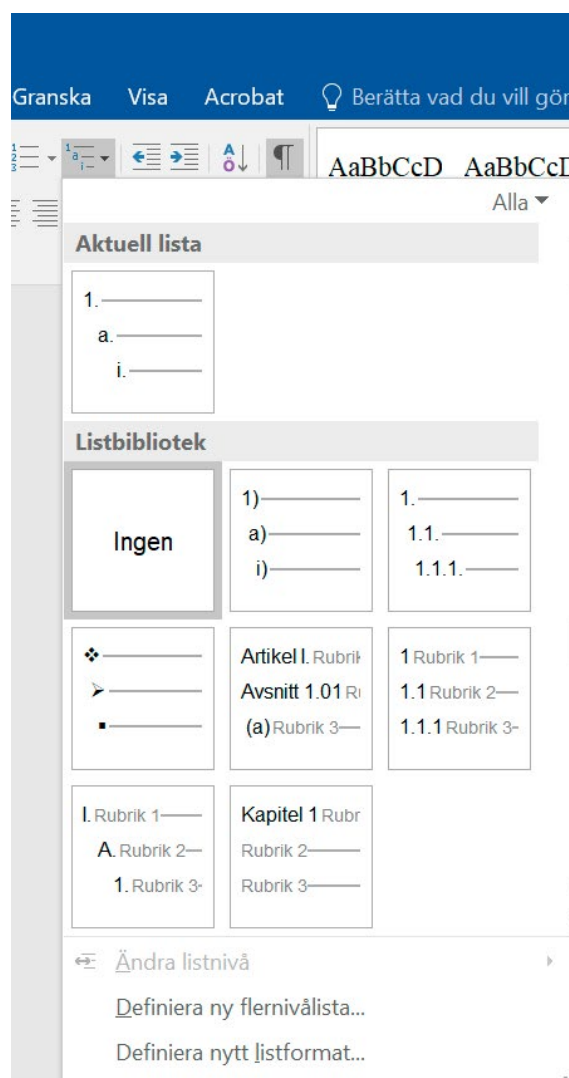 Granska Visa Acrobat Berätta vad du vill gör
AaBbCcD AaBbCcD
Alla
Aktuell lista
1.
a.
i.
Listbibliotek
Ingen
1)
a)
i)
1.
1.1.
1.1.1.
Artikel I. Rubrik
Avsnitt 1.01 Ru
(a) Rubrik 3
1 Rubrik 1
1.1 Rubrik 2
1.1.1 Rubrik 3
I. Rubrik 1
A. Rubrik 2
1. Rubrik 3
Kapitel 1 Rubr
Rubrik 2
Rubrik 3
Ändra listnivå
Definiera ny flernivålista...
Definiera nytt listformat...